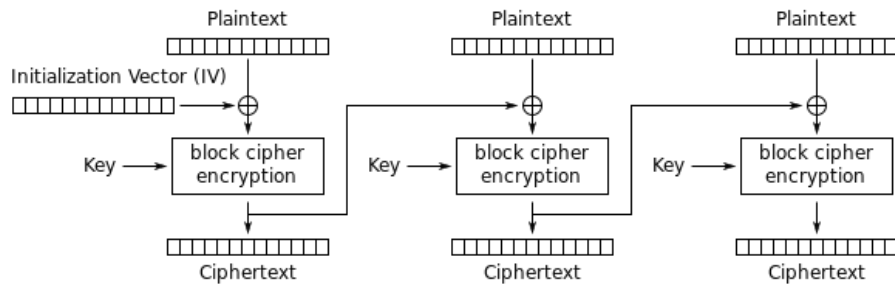 Plaintext
Plaintext
Plaintext
Initialization Vector (IV)
Key
block cipher
encryption
Key
block cipher
encryption
Key
block cipher
encryption
Ciphertext
Ciphertext
Ciphertext